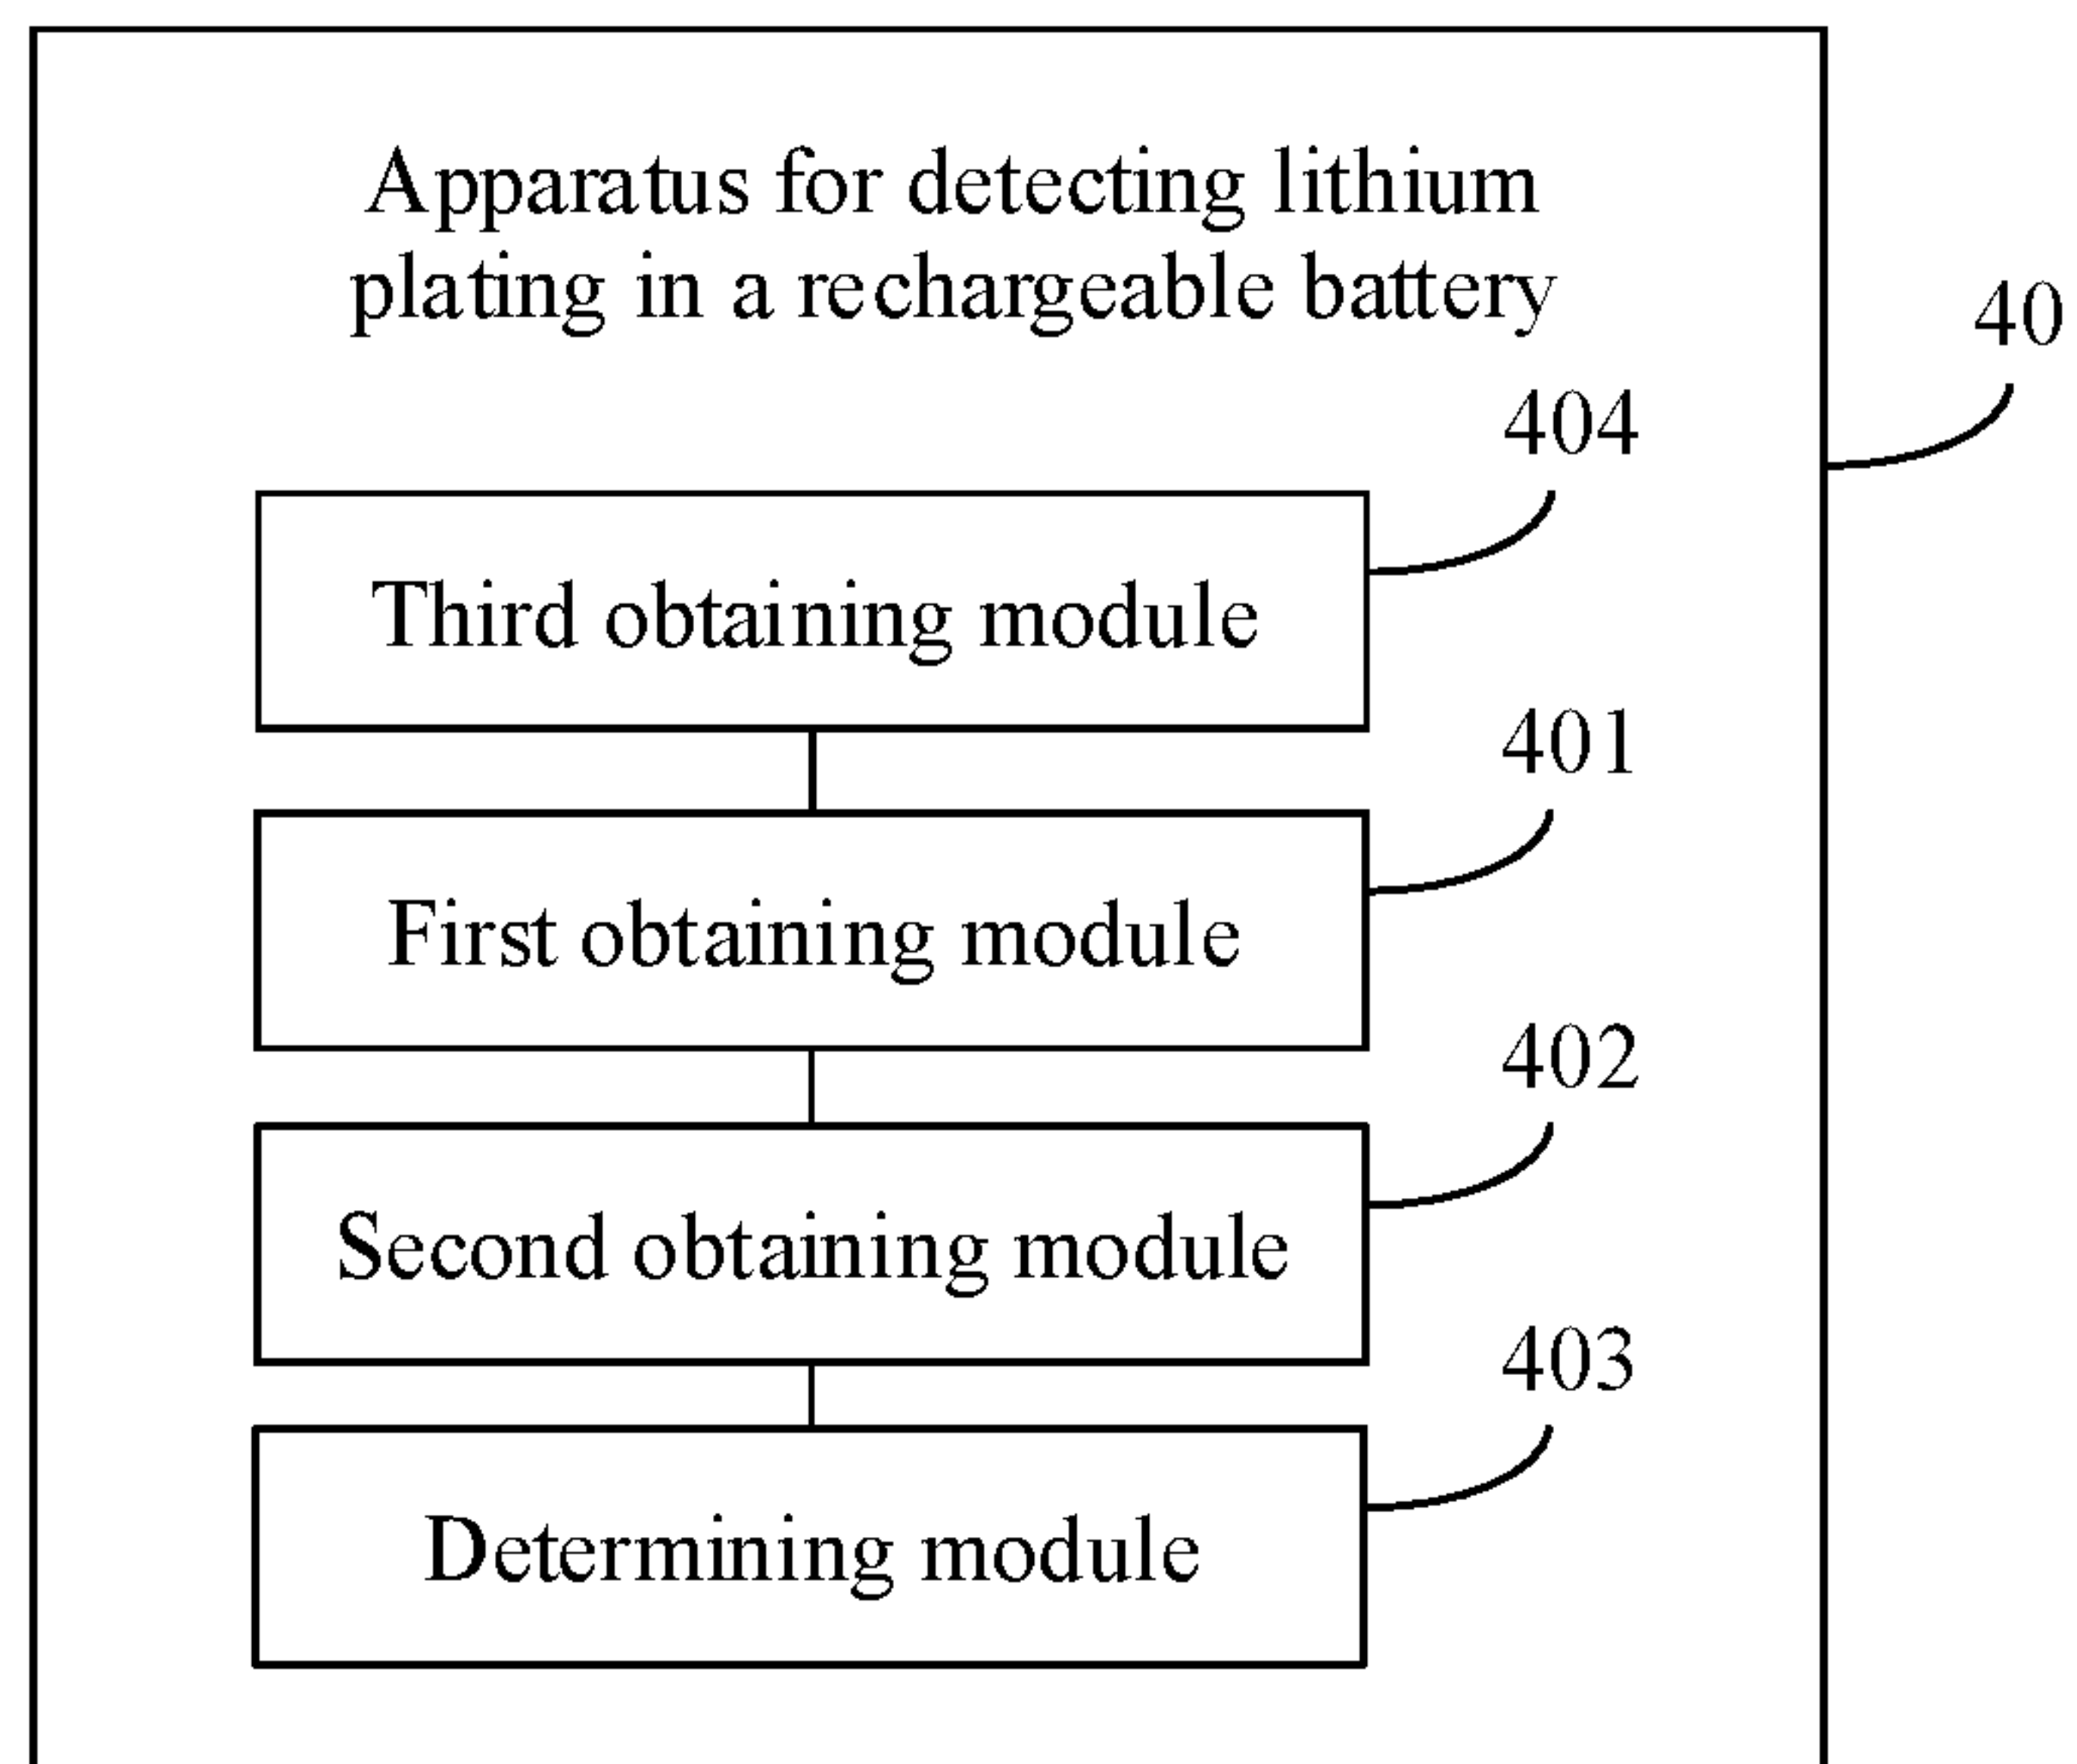 Apparatus for detecting lithium
plating in a rechargeable battery
40
404
Third obtaining module
401
First obtaining module
402
Second obtaining module
403
Determining module